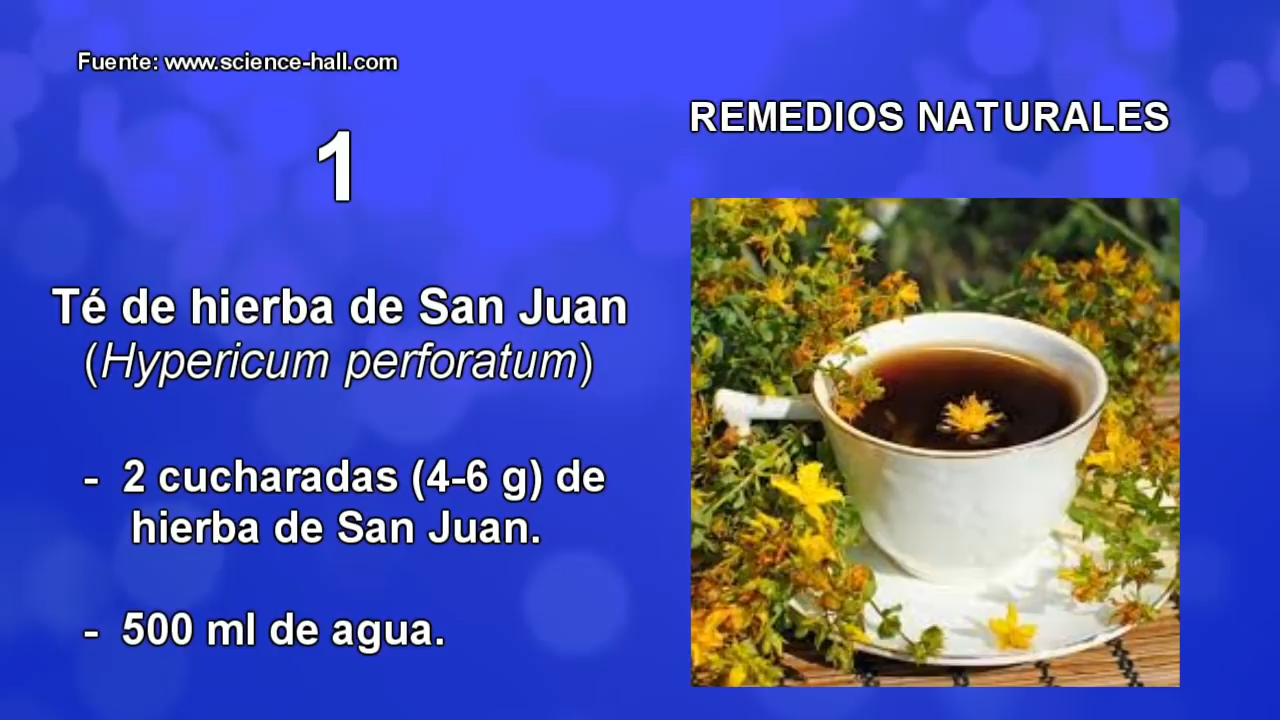 Fuente: www.science-hall.com
REMEDIOS NATURALES
1
Té de hierba de San Juan
(Hypericum perforatum)
- 2 cucharadas (4-6 g) de
hierba de San Juan.
- 500 ml de agua.